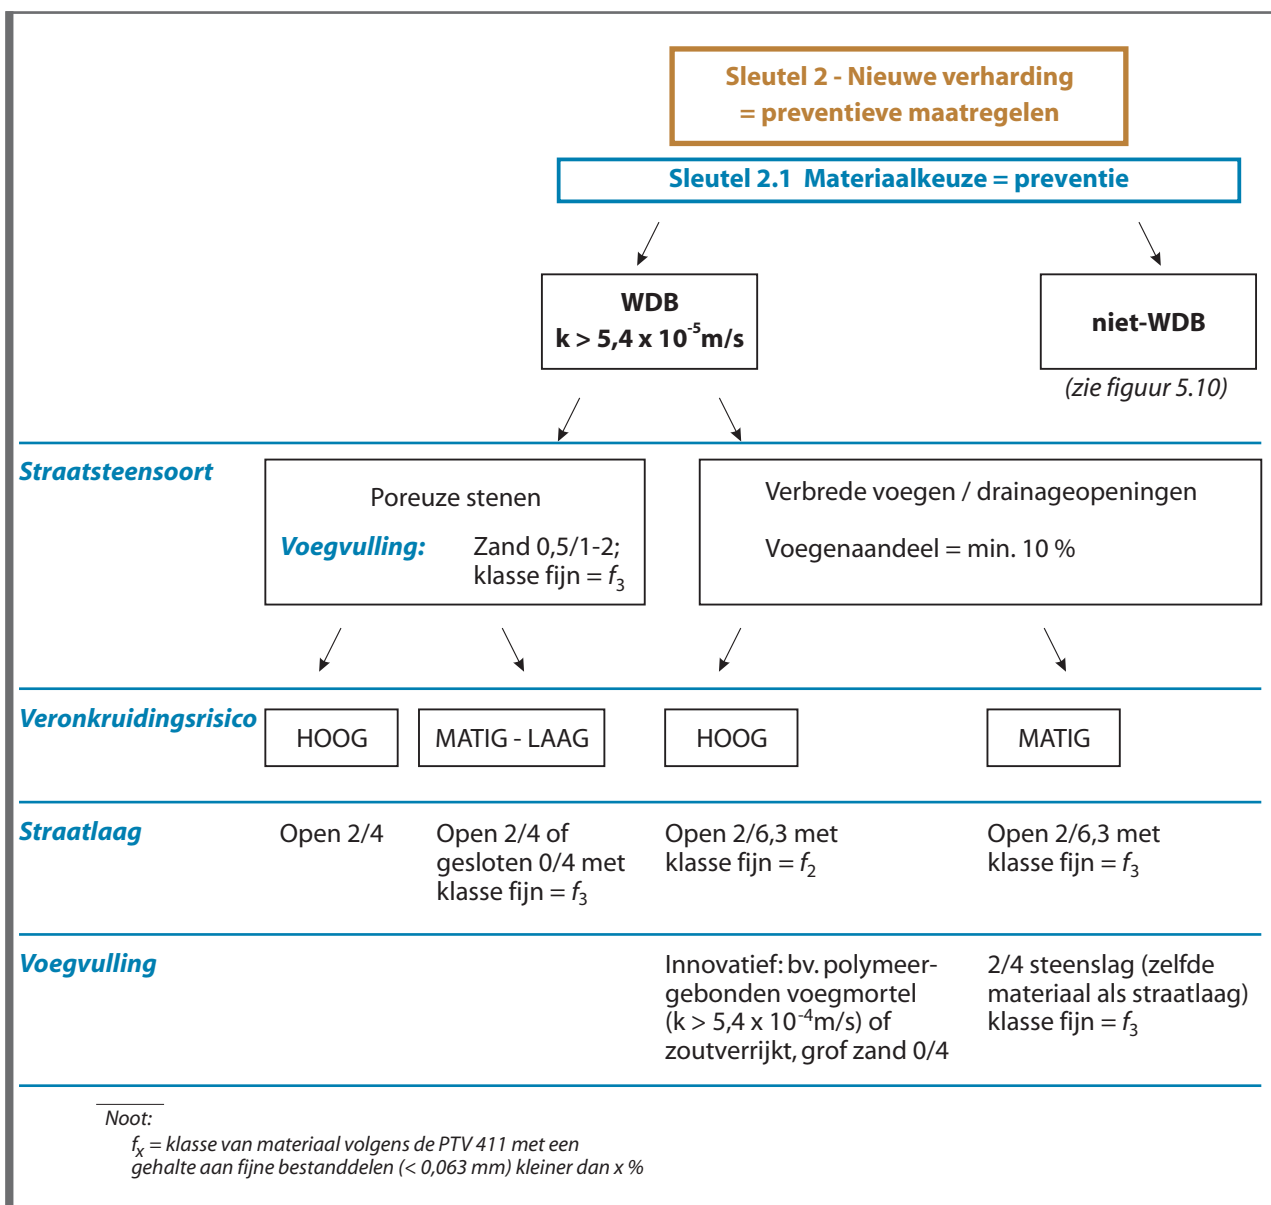 Sleutel 2 - Nieuwe verharding
= preventieve maatregelen
Sleutel 2.1 Materiaalkeuze = preventie
WDB
k > 5,4 x 10⁻⁵m/s
niet-WDB
(zie figuur 5.10)
Straatsteensoort
Poreuze stenen
Voegvulling: Zand 0,5/1-2;
klasse fijn = f₃
Verbrede voegen / drainageopeningen
Voegenaandeel = min. 10 %
Veronkruidingsrisico
HOOG
MATIG - LAAG
HOOG
MATIG
Straatlaag
Open 2/4
Open 2/4 of
gesloten 0/4 met
klasse fijn = f₃
Open 2/6,3 met
klasse fijn = f₂
Open 2/6,3 met
klasse fijn = f₃
Voegvulling
Innovatief: bv. polymeer-
gebonden voegmortel
(k > 5,4 x 10⁻⁴m/s) of
zoutverrijkt, grof zand 0/4
2/4 steenslag (zelfde
materiaal als straatlaag)
klasse fijn = f₃
Noot:
fₓ = klasse van materiaal volgens de PTV 411 met een
gehalte aan fijne bestanddelen (< 0,063 mm) kleiner dan x %